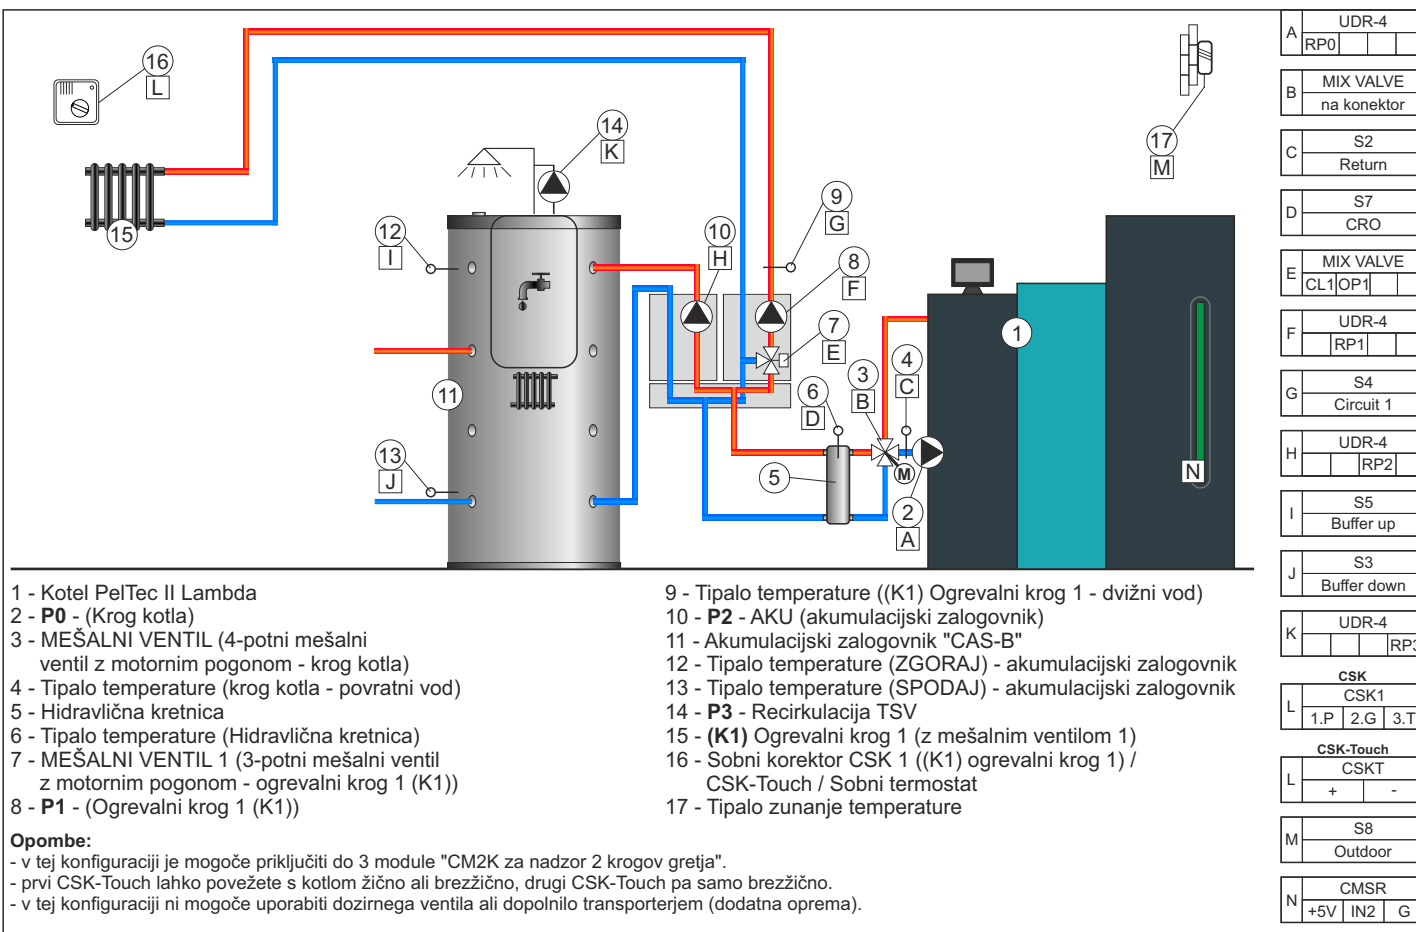 16
L
15
14
K
12
I
13
J
11
10
H
9
G
8
F
7
E
6
D
5
3
B
4
C
M
2
A
1
17
M
N
1 - Kotel PelTec II Lambda
2 - P0 - (Krog kotla)
3 - MEŠALNI VENTIL (4-potni mešalni
ventil z motornim pogonom - krog kotla)
4 - Tipalo temperature (krog kotla - povratni vod)
5 - Hidravlična kretnica
6 - Tipalo temperature (Hidravlična kretnica)
7 - MEŠALNI VENTIL 1 (3-potni mešalni ventil
z motornim pogonom - ogrevalni krog 1 (K1))
8 - P1 - (Ogrevalni krog 1 (K1))
9 - Tipalo temperature ((K1) Ogrevalni krog 1 - dvižni vod)
10 - P2 - AKU (akumulacijski zalogovnik)
11 - Akumulacijski zalogovnik "CAS-B"
12 - Tipalo temperature (ZGORAJ) - akumulacijski zalogovnik
13 - Tipalo temperature (SPODAJ) - akumulacijski zalogovnik
14 - P3 - Recirkulacija TSV
15 - (K1) Ogrevalni krog 1 (z mešalnim ventilom 1)
16 - Sobni korektor CSK 1 ((K1) ogrevalni krog 1) /
CSK-Touch / Sobni termostat
17 - Tipalo zunanje temperature
Opombe:
- v tej konfiguraciji je mogoče priključiti do 3 module "CM2K za nadzor 2 krogov gretja".
- prvi CSK-Touch lahko povežete s kotlom žično ali brezžično, drugi CSK-Touch pa samo brezžično.
- v tej konfiguraciji ni mogoče uporabiti dozirnega ventila ali dopolnilo transporterjem (dodatna oprema).
A
UDR-4
RP0
B
MIX VALVE
na konektor
C
S2
Return
D
S7
CRO
E
MIX VALVE
CL1 OP1
F
UDR-4
RP1
G
S4
Circuit 1
H
UDR-4
RP2
I
S5
Buffer up
J
S3
Buffer down
K
UDR-4
RP3
CSK
L
CSK1
1.P 2.G 3.T
CSK-Touch
L
CSKT
+ -
M
S8
Outdoor
N
CMSR
+5V IN2 G